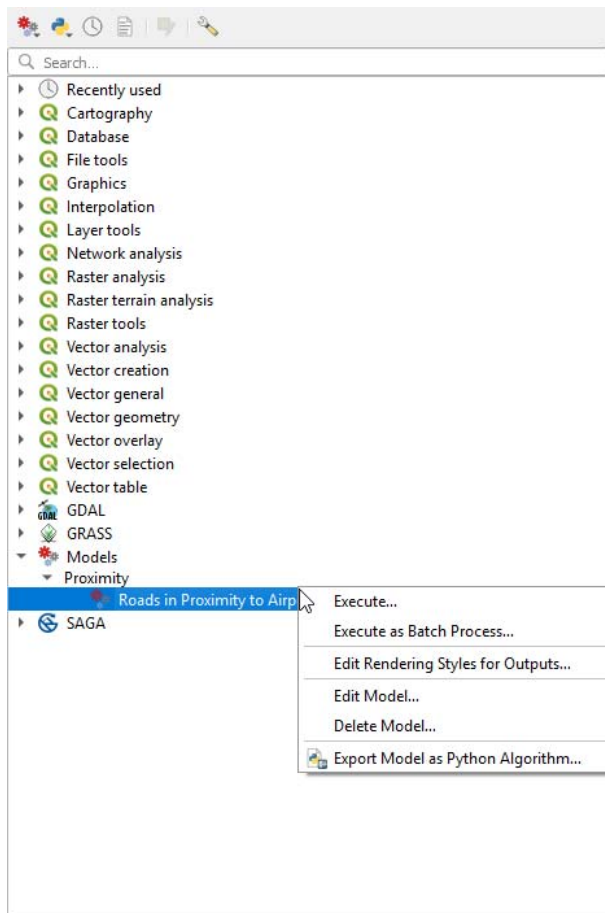 Search...
Recently used
Cartography
Database
File tools
Graphics
Interpolation
Layer tools
Network analysis
Raster analysis
Raster terrain analysis
Raster tools
Vector analysis
Vector creation
Vector general
Vector geometry
Vector overlay
Vector selection
Vector table
GDAL GDAL
GRASS
Models
Proximity
Roads in Proximity to Airp
SAGA
Execute...
Execute as Batch Process...
Edit Rendering Styles for Outputs...
Edit Model...
Delete Model...
Export Model as Python Algorithm...